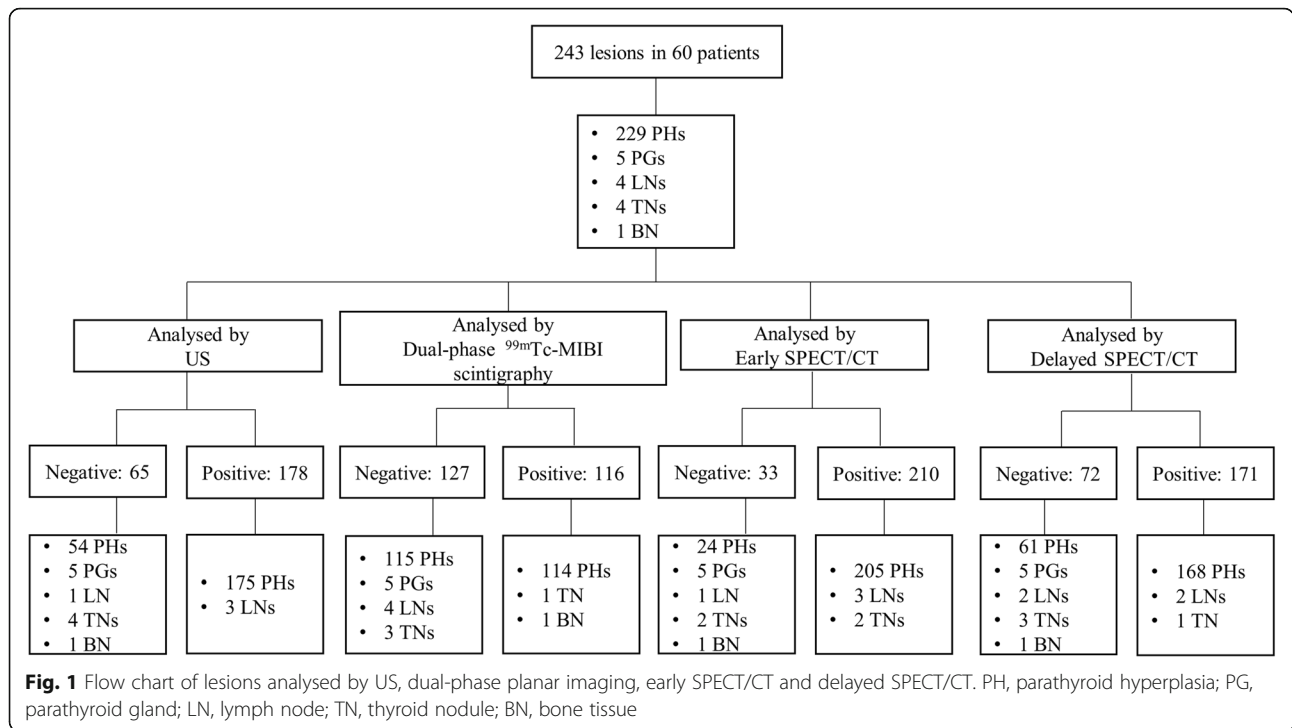 243 lesions in 60 patients
• 229 PHs
• 5 PGs
• 4 LNs
• 4 TNs
• 1 BN
Analysed by
US
Analysed by
Dual-phase 99mTc-MIBI
scintigraphy
Analysed by
Early SPECT/CT
Analysed by
Delayed SPECT/CT
Negative: 65
Positive: 178
Negative: 127
Positive: 116
Negative: 33
Positive: 210
Negative: 72
Positive: 171
• 54 PHs
• 5 PGs
• 1 LN
• 4 TNs
• 1 BN
• 175 PHs
• 3 LNs
• 115 PHs
• 5 PGs
• 4 LNs
• 3 TNs
• 114 PHs
• 1 TN
• 1 BN
• 24 PHs
• 5 PGs
• 1 LN
• 2 TNs
• 1 BN
• 205 PHs
• 3 LNs
• 2 TNs
• 61 PHs
• 5 PGs
• 2 LNs
• 3 TNs
• 1 BN
• 168 PHs
• 2 LNs
• 1 TN
Fig. 1 Flow chart of lesions analysed by US, dual-phase planar imaging, early SPECT/CT and delayed SPECT/CT. PH, parathyroid hyperplasia; PG,
parathyroid gland; LN, lymph node; TN, thyroid nodule; BN, bone tissue